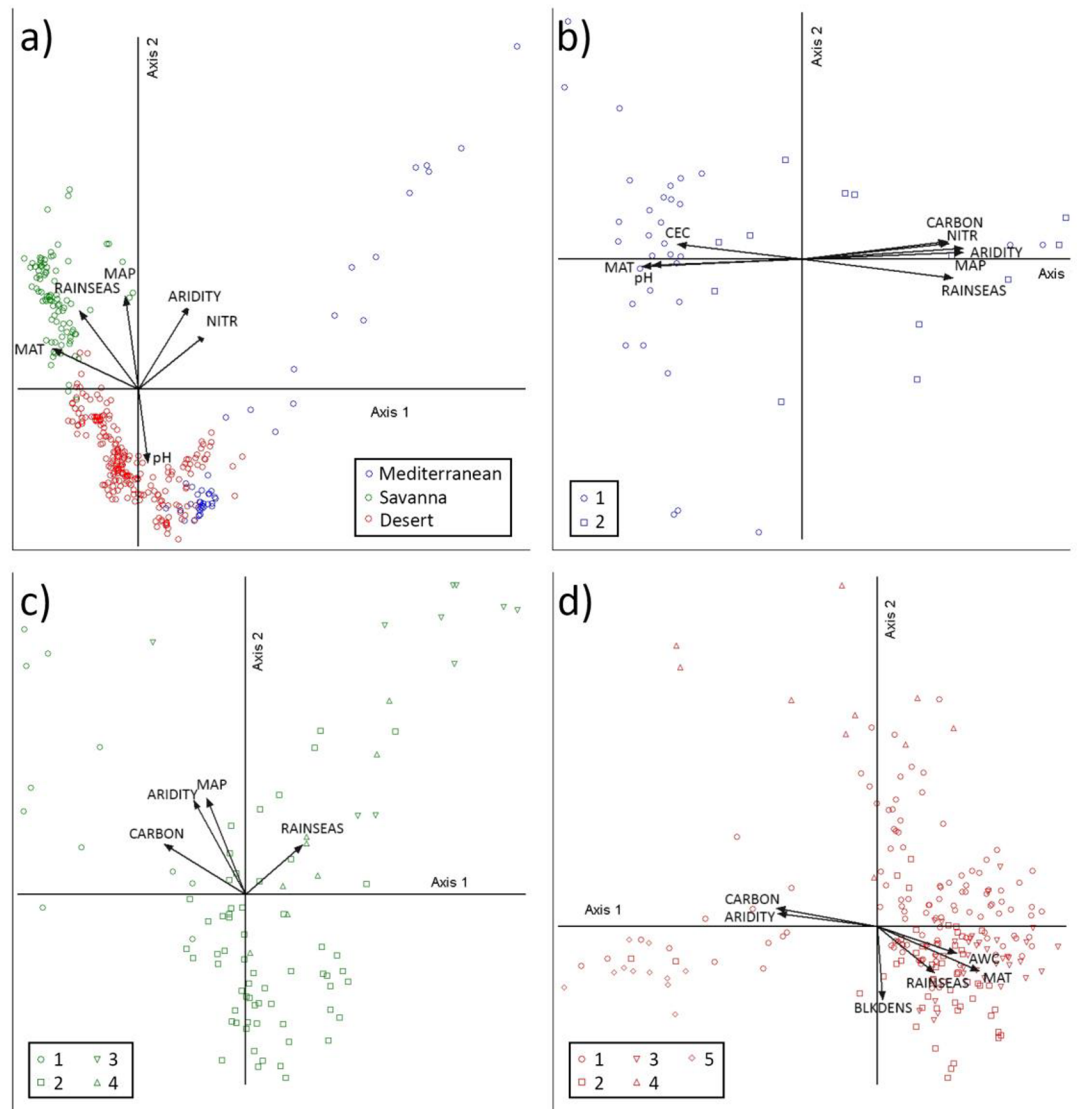 a)
Axis 2
MAP
RAINSEAS
ARIDITY
NITR
MAT
Axis 1
pH
Mediterranean
Savanna
Desert
b)
Axis 2
CARBON
NITR
CEC
ARIDITY
MAT
MAP
Axis
pH
RAINSEAS
1
2
c)
Axis 2
MAP
ARIDITY
CARBON
RAINSEAS
Axis 1
1 3
2 4
d)
Axis 2
CARBON
Axis 1
ARIDITY
AWC
MAT
RAINSEAS
BLKDENS
1 3 5
2 4